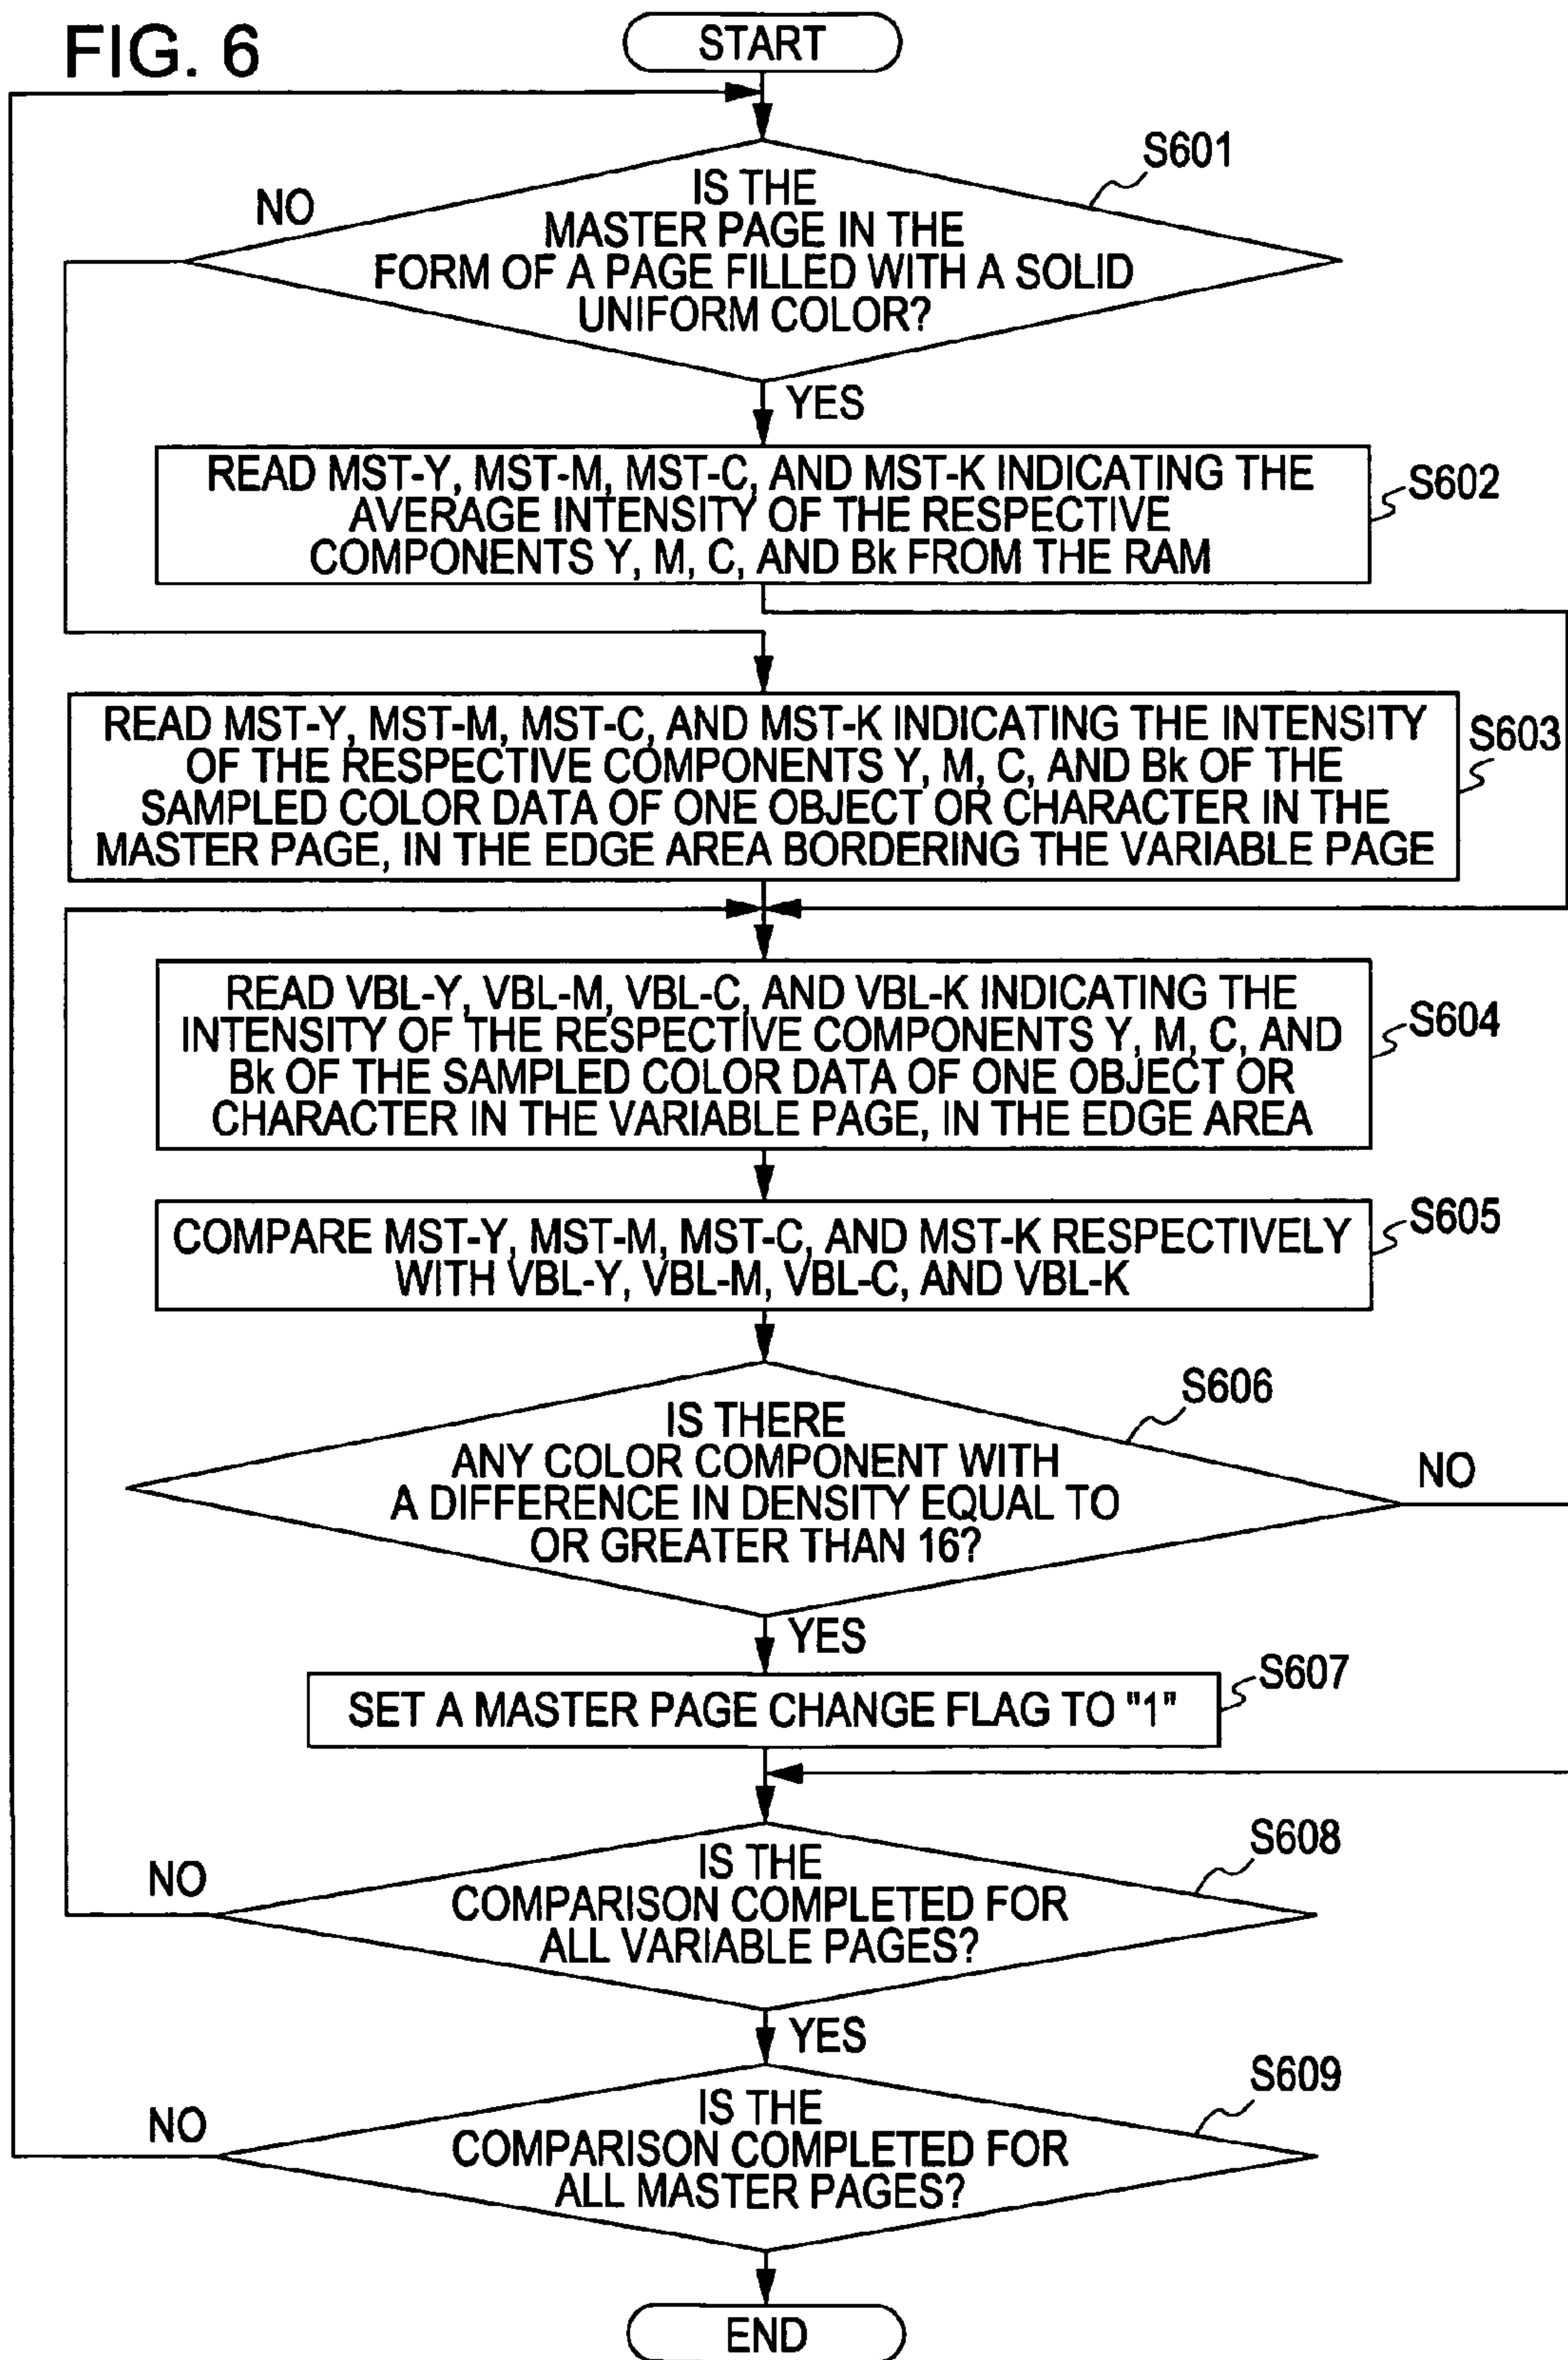 FIG. 6
START
S601
NO
IS THE
MASTER PAGE IN THE
FORM OF A PAGE FILLED WITH A SOLID
UNIFORM COLOR?
YES
READ MST-Y, MST-M, MST-C, AND MST-K INDICATING THE
AVERAGE INTENSITY OF THE RESPECTIVE
COMPONENTS Y, M, C, AND Bk FROM THE RAM
S602
READ MST-Y, MST-M, MST-C, AND MST-K INDICATING THE INTENSITY
OF THE RESPECTIVE COMPONENTS Y, M, C, AND Bk OF THE
SAMPLED COLOR DATA OF ONE OBJECT OR CHARACTER IN THE
MASTER PAGE, IN THE EDGE AREA BORDERING THE VARIABLE PAGE
S603
READ VBL-Y, VBL-M, VBL-C, AND VBL-K INDICATING THE
INTENSITY OF THE RESPECTIVE COMPONENTS Y, M, C, AND
Bk OF THE SAMPLED COLOR DATA OF ONE OBJECT OR
CHARACTER IN THE VARIABLE PAGE, IN THE EDGE AREA
S604
COMPARE MST-Y, MST-M, MST-C, AND MST-K RESPECTIVELY
WITH VBL-Y, VBL-M, VBL-C, AND VBL-K
S605
S606
IS THERE
ANY COLOR COMPONENT WITH
A DIFFERENCE IN DENSITY EQUAL TO
OR GREATER THAN 16?
NO
YES
S607
SET A MASTER PAGE CHANGE FLAG TO "1"
S608
NO
IS THE
COMPARISON COMPLETED FOR
ALL VARIABLE PAGES?
YES
S609
NO
IS THE
COMPARISON COMPLETED FOR
ALL MASTER PAGES?
END